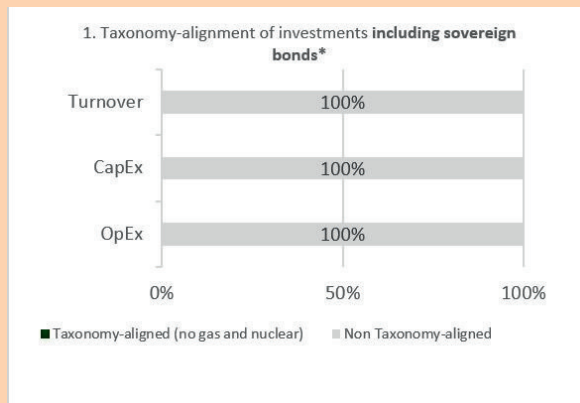 1. Taxonomy-alignment of investments including sovereign
bonds*
Turnover
100%
CapEx
100%
OpEx
100%
0%
50%
100%
Taxonomy-aligned (no gas and nuclear)
Non Taxonomy-aligned